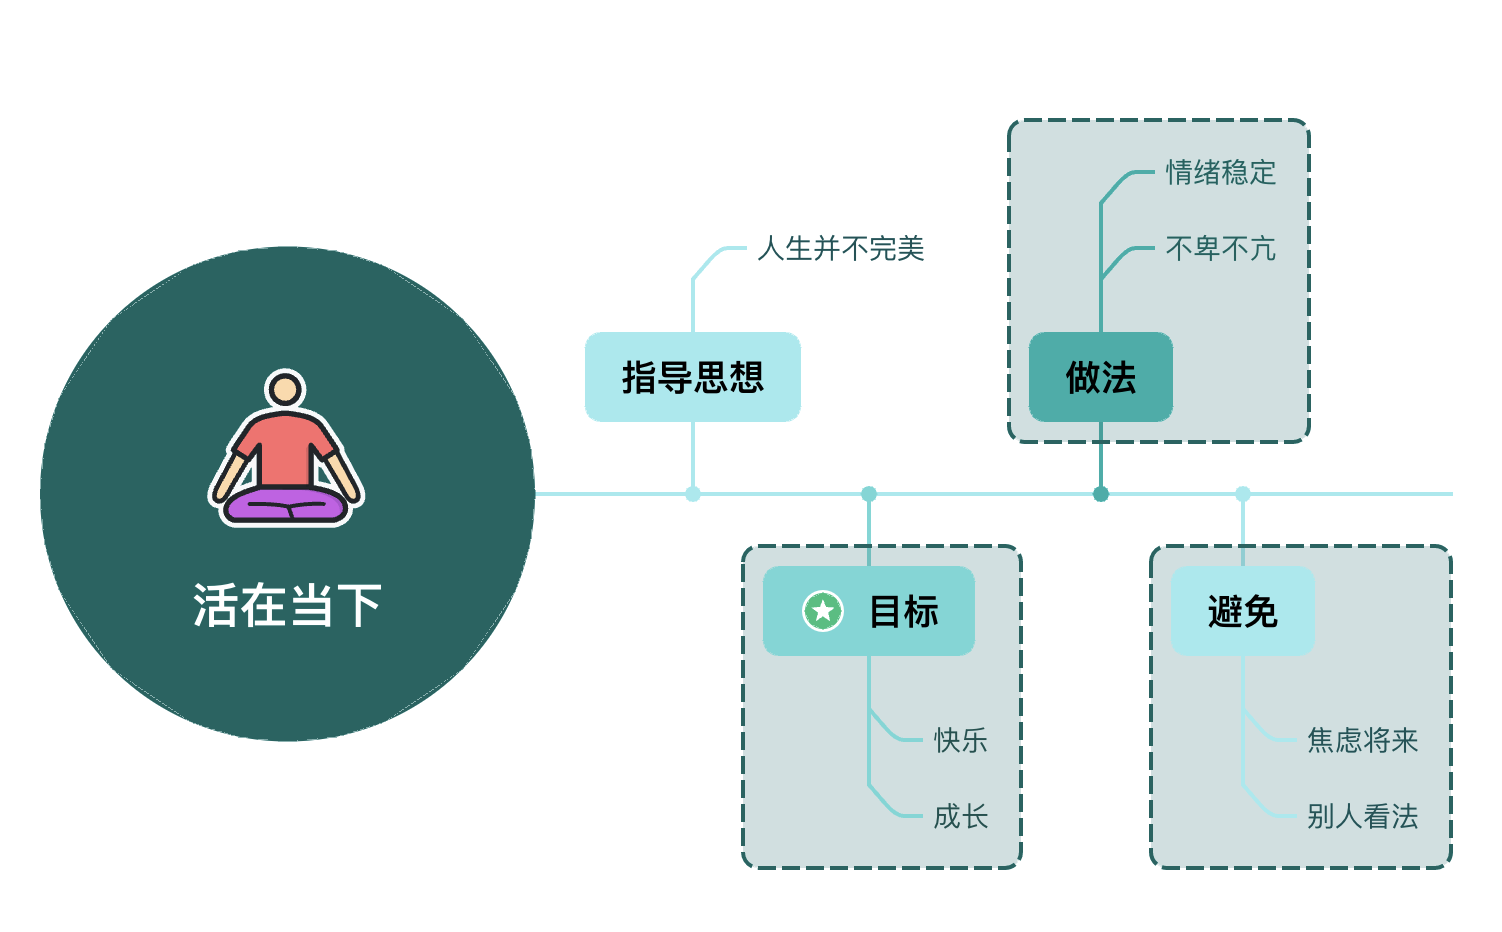 活在当下
指导思想
人生并不完美
目标
快乐
成长
做法
情绪稳定
不卑不亢
避免
焦虑将来
别人看法